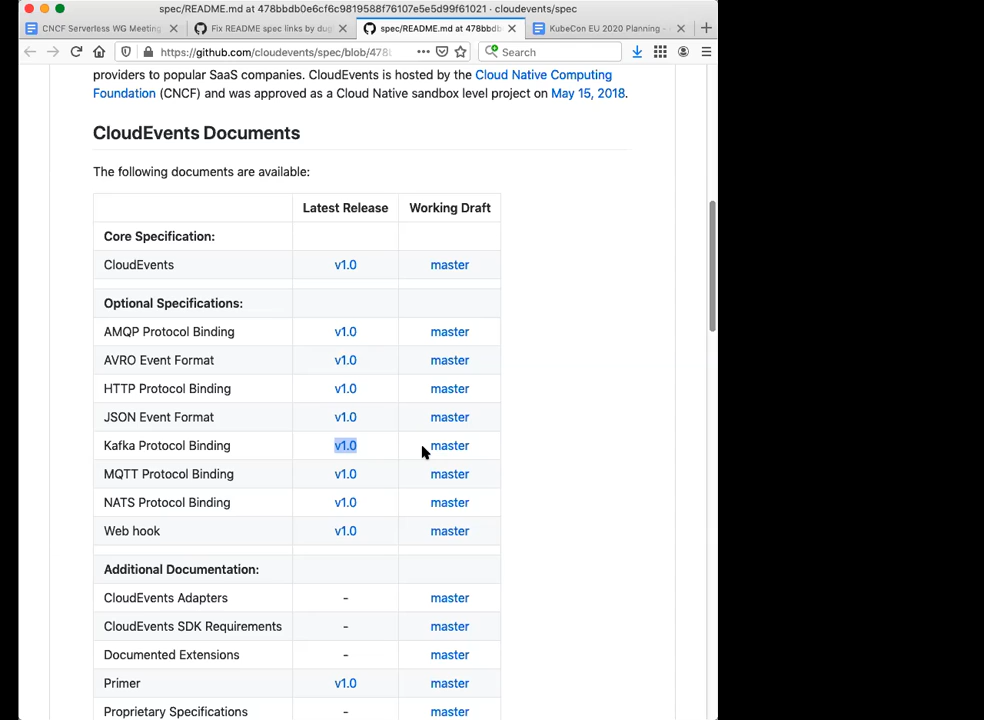 spec/README.md at 478bbdb0e6cf6c9819588f76107e5e5d99f61021 · cloudevents/spec
CNCF Serverless WG Meeting
Fix README spec links by dug
spec/README.md at 478bbdb
KubeCon EU 2020 Planning -
https://github.com/cloudevents/spec/blob/478
Search
providers to popular SaaS companies. CloudEvents is hosted by the Cloud Native Computing
Foundation (CNCF) and was approved as a Cloud Native sandbox level project on May 15, 2018.
CloudEvents Documents
The following documents are available:
Latest Release Working Draft
Core Specification:
CloudEvents v1.0 master
Optional Specifications:
AMQP Protocol Binding v1.0 master
AVRO Event Format v1.0 master
HTTP Protocol Binding v1.0 master
JSON Event Format v1.0 master
Kafka Protocol Binding v1.0 master
MQTT Protocol Binding v1.0 master
NATS Protocol Binding v1.0 master
Web hook v1.0 master
Additional Documentation:
CloudEvents Adapters - master
CloudEvents SDK Requirements - master
Documented Extensions - master
Primer v1.0 master
Proprietary Specifications - master